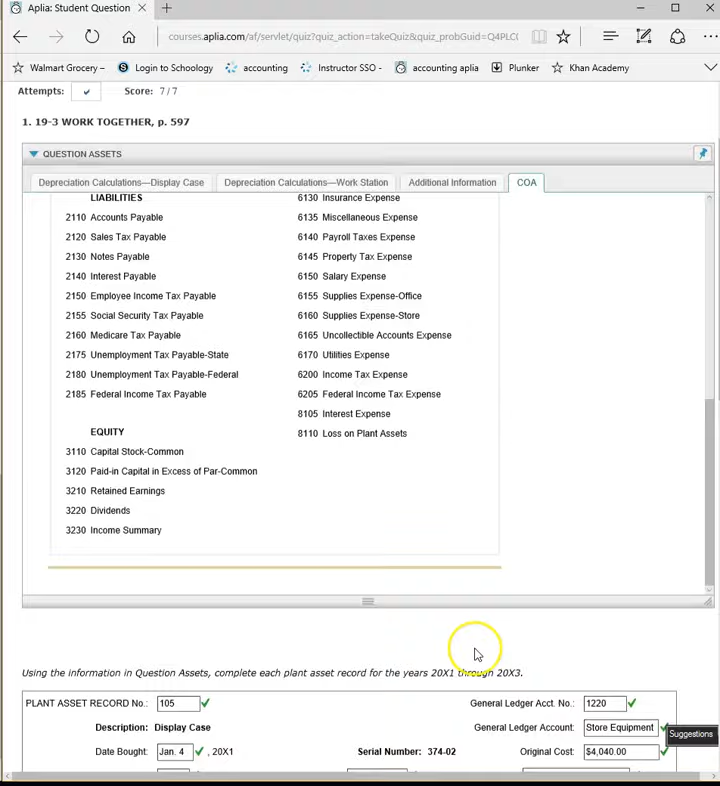 Aplia: Student Question
courses.aplia.com/af/servlet/quiz?quiz_action=takeQuiz&quiz_probGuid=Q4PLC
Walmart Grocery –
Login to Schoology
accounting
Instructor SSO -
accounting aplia
Plunker
Khan Academy
Attempts:
Score: 7 / 7
1. 19-3 WORK TOGETHER, p. 597
QUESTION ASSETS
Depreciation Calculations—Display Case
Depreciation Calculations—Work Station
Additional Information
COA
LIABILITIES
2110 Accounts Payable
2120 Sales Tax Payable
2130 Notes Payable
2140 Interest Payable
2150 Employee Income Tax Payable
2155 Social Security Tax Payable
2160 Medicare Tax Payable
2175 Unemployment Tax Payable-State
2180 Unemployment Tax Payable-Federal
2185 Federal Income Tax Payable
EQUITY
3110 Capital Stock-Common
3120 Paid-in Capital in Excess of Par-Common
3210 Retained Earnings
3220 Dividends
3230 Income Summary
6130 Insurance Expense
6135 Miscellaneous Expense
6140 Payroll Taxes Expense
6145 Property Tax Expense
6150 Salary Expense
6155 Supplies Expense-Office
6160 Supplies Expense-Store
6165 Uncollectible Accounts Expense
6170 Utilities Expense
6200 Income Tax Expense
6205 Federal Income Tax Expense
8105 Interest Expense
8110 Loss on Plant Assets
Using the information in Question Assets, complete each plant asset record for the years 20X1 through 20X3.
PLANT ASSET RECORD No.: 105
General Ledger Acct. No.: 1220
Description: Display Case
General Ledger Account: Store Equipment
Suggestions
Date Bought: Jan. 4 , 20X1
Serial Number: 374-02
Original Cost: $4,040.00